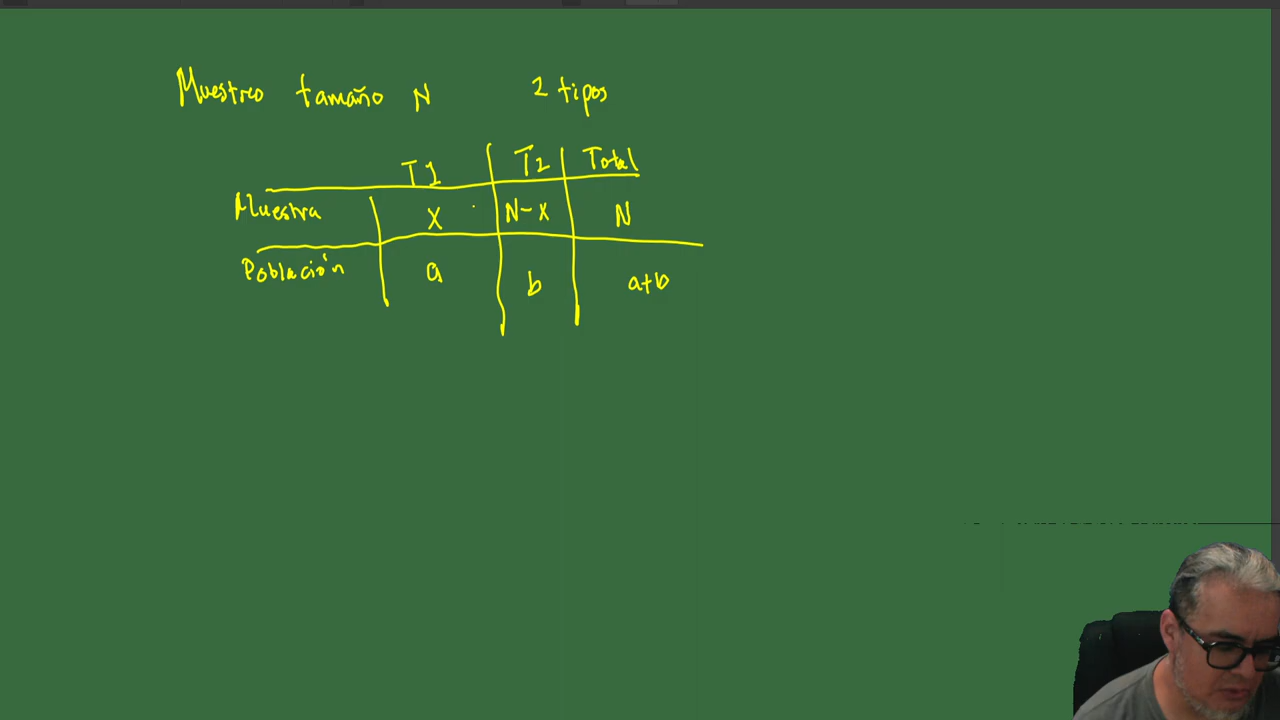 Muestreo tamaño N 2 tipos
T1 T2 Total
Muestra X N-X N
Población a b a+b